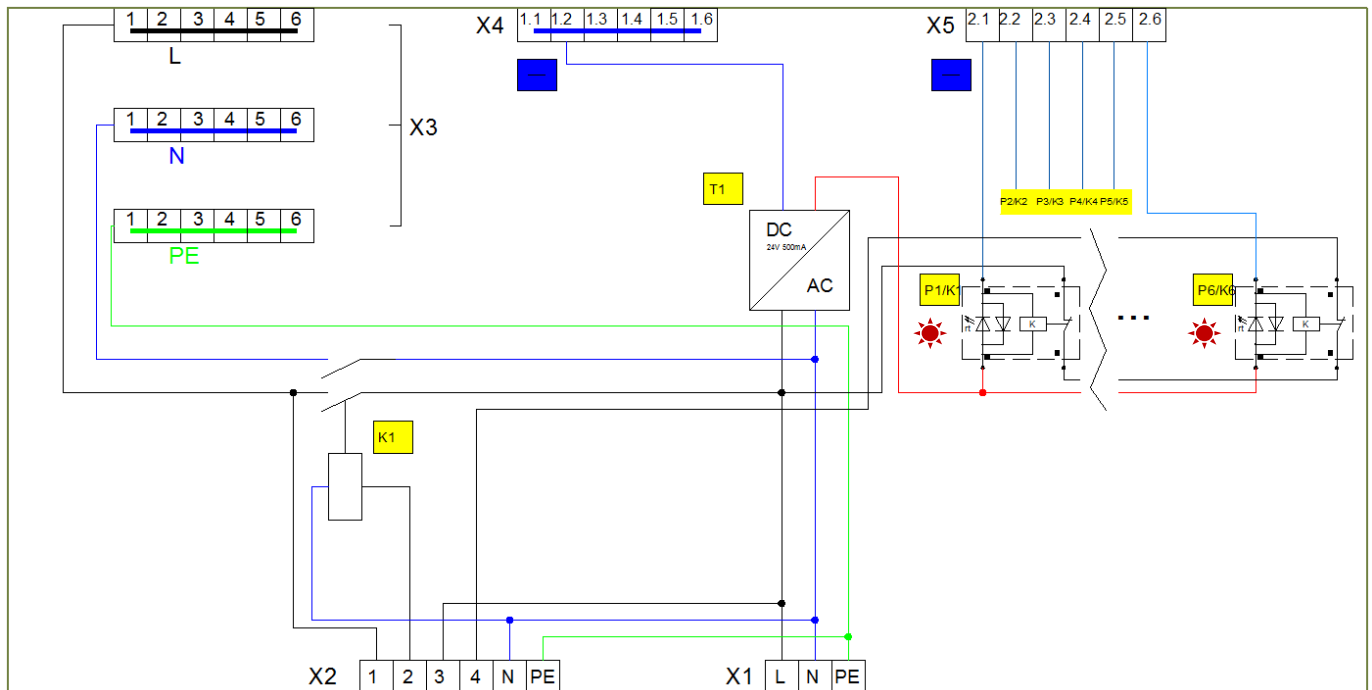 1 2 3 4 5 6
L
X4 1.1 1.2 1.3 1.4 1.5 1.6
X5 2.1 2.2 2.3 2.4 2.5 2.6
1 2 3 4 5 6
N
X3
1 2 3 4 5 6
PE
T1
DC
24V 500mA
AC
P2/K2 P3/K3 P4/K4 P5/K5
P1/K1
rt K
...
P6/K6
rt K
K1
X2 1 2 3 4 N PE
X1 L N PE